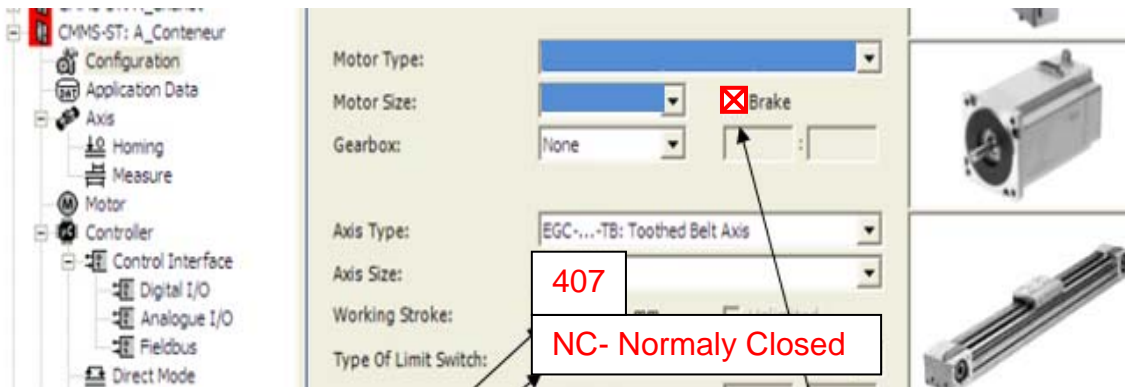 CMMS-ST: A_Conteneur
Configuration
Application Data
Axis
Homing
Measure
Motor
Controller
Control Interface
Digital I/O
Analogue I/O
Fieldbus
Direct Mode
Motor Type:
Motor Size:
Brake
Gearbox:
None
:
Axis Type:
EGC-...-TB: Toothed Belt Axis
Axis Size:
407
Working Stroke:
NC- Normaly Closed
Type Of Limit Switch: